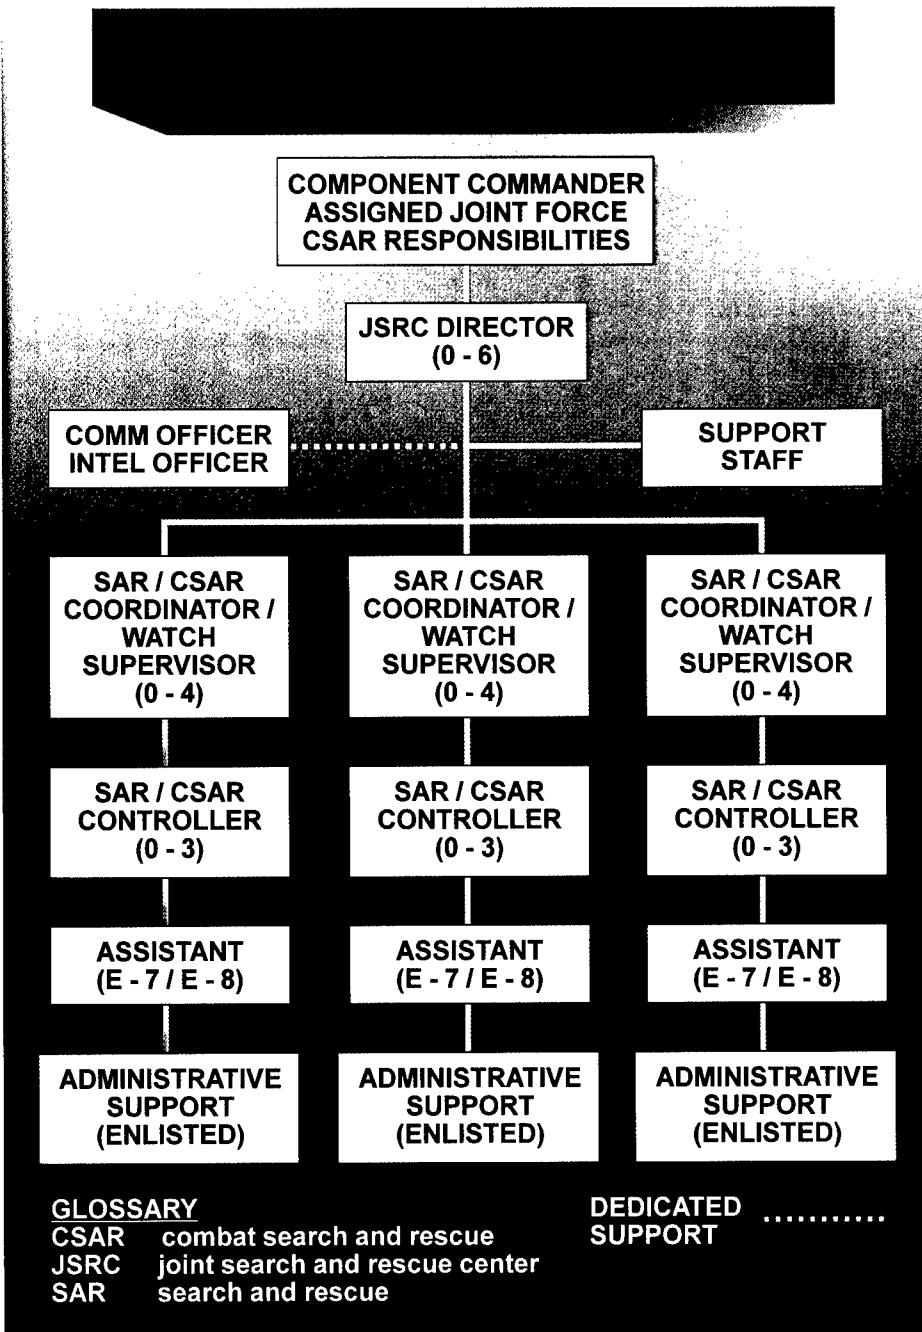 COMPONENT COMMANDER
ASSIGNED JOINT FORCE
CSAR RESPONSIBILITIES
JSRC DIRECTOR
(0 - 6)
COMM OFFICER
INTEL OFFICER
SUPPORT
STAFF
SAR / CSAR
COORDINATOR /
WATCH
SUPERVISOR
(0 - 4)
SAR / CSAR
COORDINATOR /
WATCH
SUPERVISOR
(0 - 4)
SAR / CSAR
COORDINATOR /
WATCH
SUPERVISOR
(0 - 4)
SAR / CSAR
CONTROLLER
(0 - 3)
SAR / CSAR
CONTROLLER
(0 - 3)
SAR / CSAR
CONTROLLER
(0 - 3)
ASSISTANT
(E - 7 / E - 8)
ASSISTANT
(E - 7 / E - 8)
ASSISTANT
(E - 7 / E - 8)
ADMINISTRATIVE
SUPPORT
(ENLISTED)
ADMINISTRATIVE
SUPPORT
(ENLISTED)
ADMINISTRATIVE
SUPPORT
(ENLISTED)
GLOSSARY
CSAR combat search and rescue
JSRC joint search and rescue center
SAR search and rescue
DEDICATED
SUPPORT